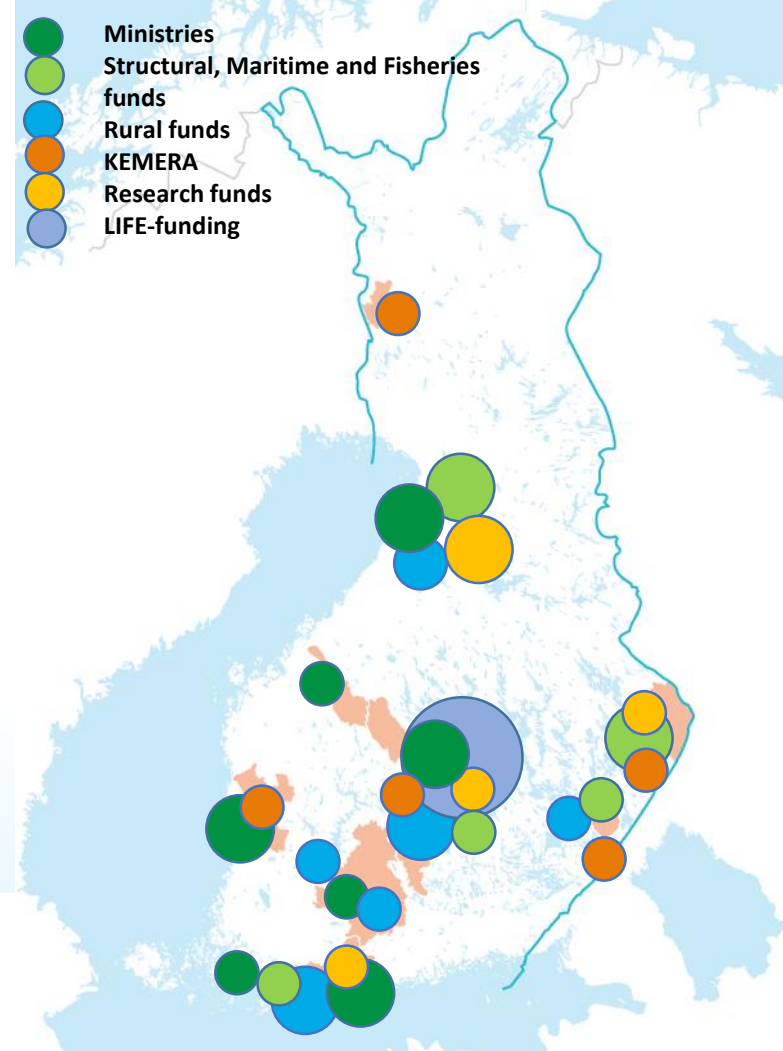 Ministries
Structural, Maritime and Fisheries
funds
Rural funds
KEMERA
Research funds
LIFE-funding